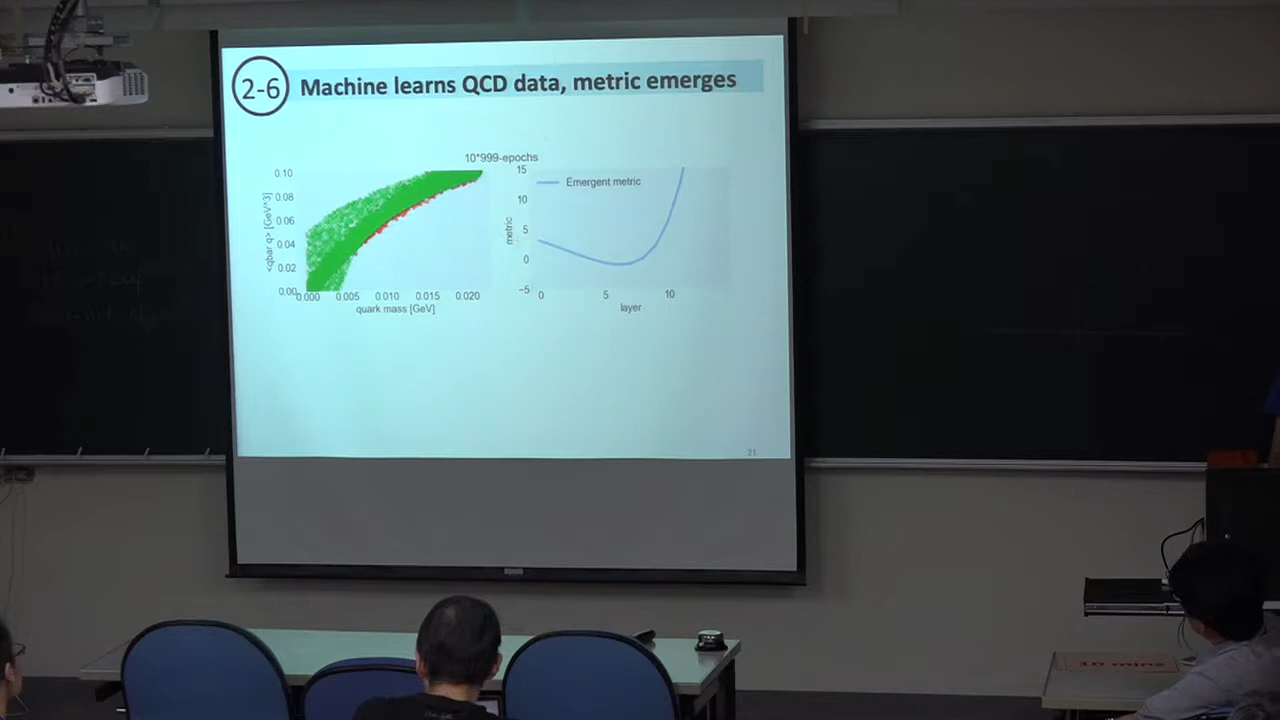 2-6
Machine learns QCD data, metric emerges
10*999-epochs
0.10
0.08
0.06
0.04
0.02
0.00
<qbar q> [GeV^3]
0.000 0.005 0.010 0.015 0.020
quark mass [GeV]
15
10
5
0
−5
metric
Emergent metric
0 5 10
layer
21
10 mins